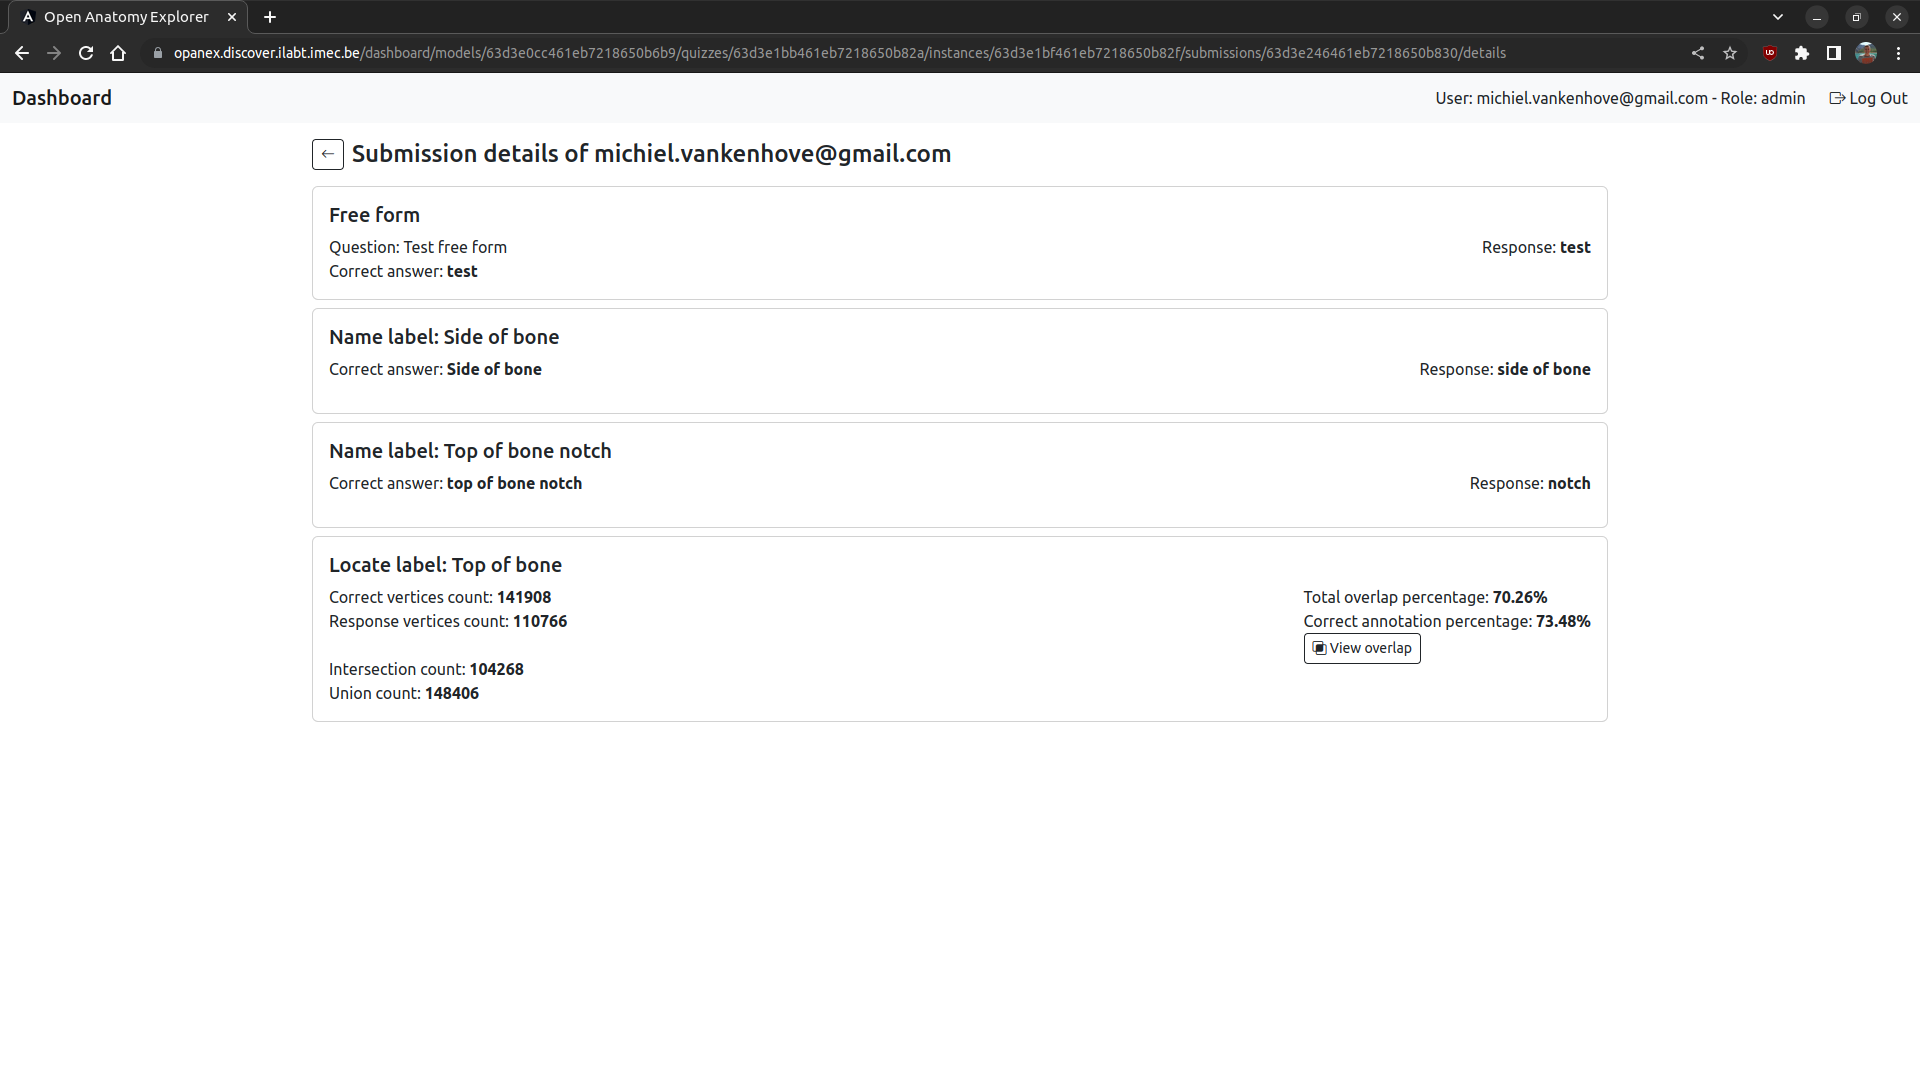 Open Anatomy Explorer
opanex.discover.ilabt.imec.be/dashboard/models/63d3e0cc461eb7218650b6b9/quizzes/63d3e1bb461eb7218650b82a/instances/63d3e1bf461eb7218650b82f/submissions/63d3e246461eb7218650b830/details
Dashboard
User: michiel.vankenhove@gmail.com - Role: admin
Log Out
Submission details of michiel.vankenhove@gmail.com
Free form
Question: Test free form
Response: test
Correct answer: test
Name label: Side of bone
Correct answer: Side of bone
Response: side of bone
Name label: Top of bone notch
Correct answer: top of bone notch
Response: notch
Locate label: Top of bone
Correct vertices count: 141908
Response vertices count: 110766
Intersection count: 104268
Union count: 148406
Total overlap percentage: 70.26%
Correct annotation percentage: 73.48%
View overlap